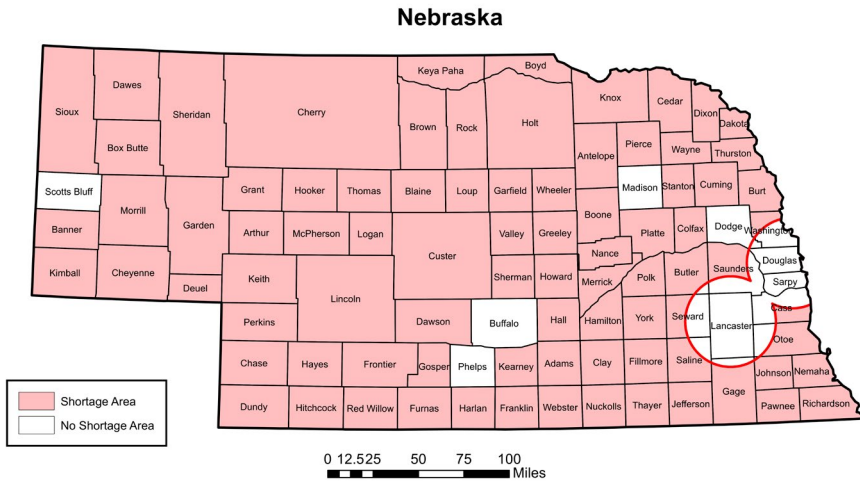 Nebraska
Boyd
Keya Paha
Dawes
Knox
Cedar
Sioux
Sheridan
Cherry
Dixon
Brown
Rock
Holt
Dakota
Box Butte
Antelope
Pierce
Wayne
Thurston
Scotts Bluff
Grant
Hooker
Thomas
Blaine
Loup
Garfield
Wheeler
Madison
Stanton
Cuming
Burt
Morrill
Garden
Boone
Banner
Arthur
McPherson
Logan
Valley
Greeley
Platte
Colfax
Dodge
Washington
Custer
Nance
Douglas
Kimball
Cheyenne
Keith
Sherman
Howard
Merrick
Polk
Butler
Saunders
Sarpy
Deuel
Lincoln
Cass
Perkins
Dawson
Buffalo
Hall
Hamilton
York
Seward
Lancaster
Otoe
Chase
Hayes
Frontier
Gosper
Phelps
Kearney
Adams
Clay
Fillmore
Saline
Johnson
Nemaha
Gage
Dundy
Hitchcock
Red Willow
Furnas
Harlan
Franklin
Webster
Nuckolls
Thayer
Jefferson
Pawnee
Richardson
Shortage Area
No Shortage Area
0 12.525 50 75 100
Miles